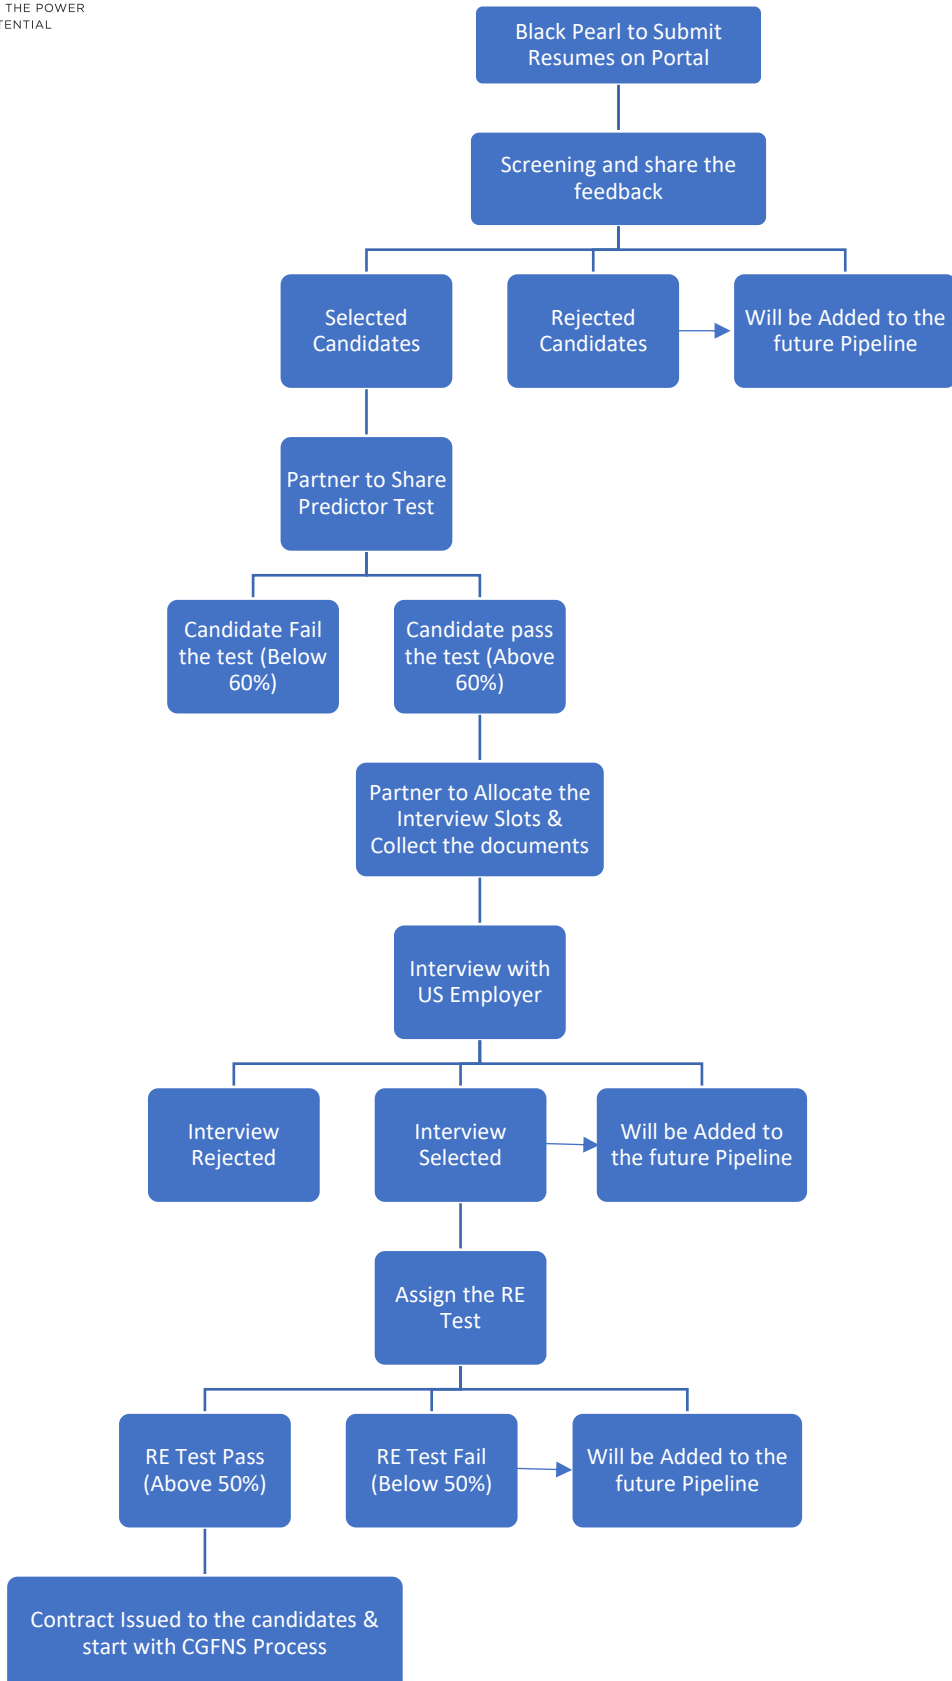 THE POWER
TENTIAL
Black Pearl to Submit
Resumes on Portal
Screening and share the
feedback
Selected
Candidates
Rejected
Candidates
Will be Added to the
future Pipeline
Partner to Share
Predictor Test
Candidate Fail
the test (Below
60%)
Candidate pass
the test (Above
60%)
Partner to Allocate the
Interview Slots &
Collect the documents
Interview with
US Employer
Interview
Rejected
Interview
Selected
Will be Added to
the future Pipeline
Assign the RE
Test
RE Test Pass
(Above 50%)
RE Test Fail
(Below 50%)
Will be Added to the
future Pipeline
Contract Issued to the candidates &
start with CGFNS Process